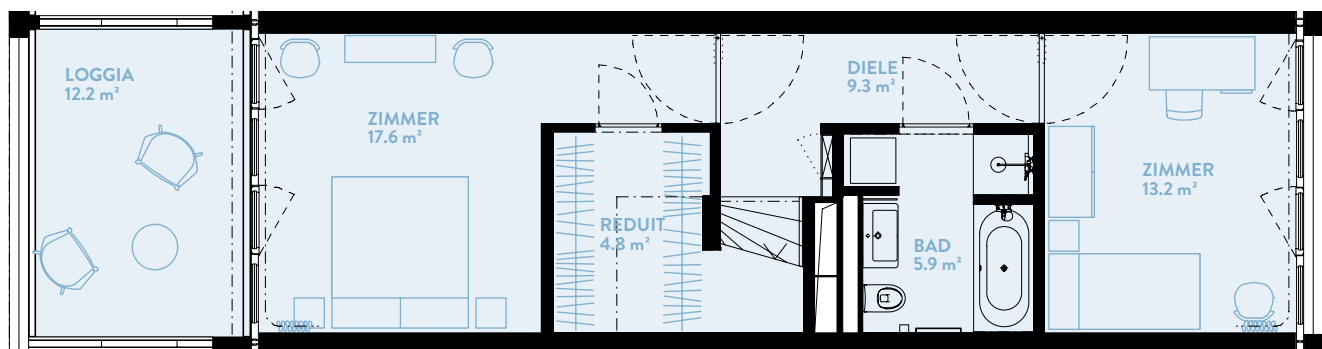 LOGGIA
12.2 m²
ZIMMER
17.6 m²
REDUIT
4.8 m²
DIELE
9.3 m²
BAD
5.9 m²
ZIMMER
13.2 m²